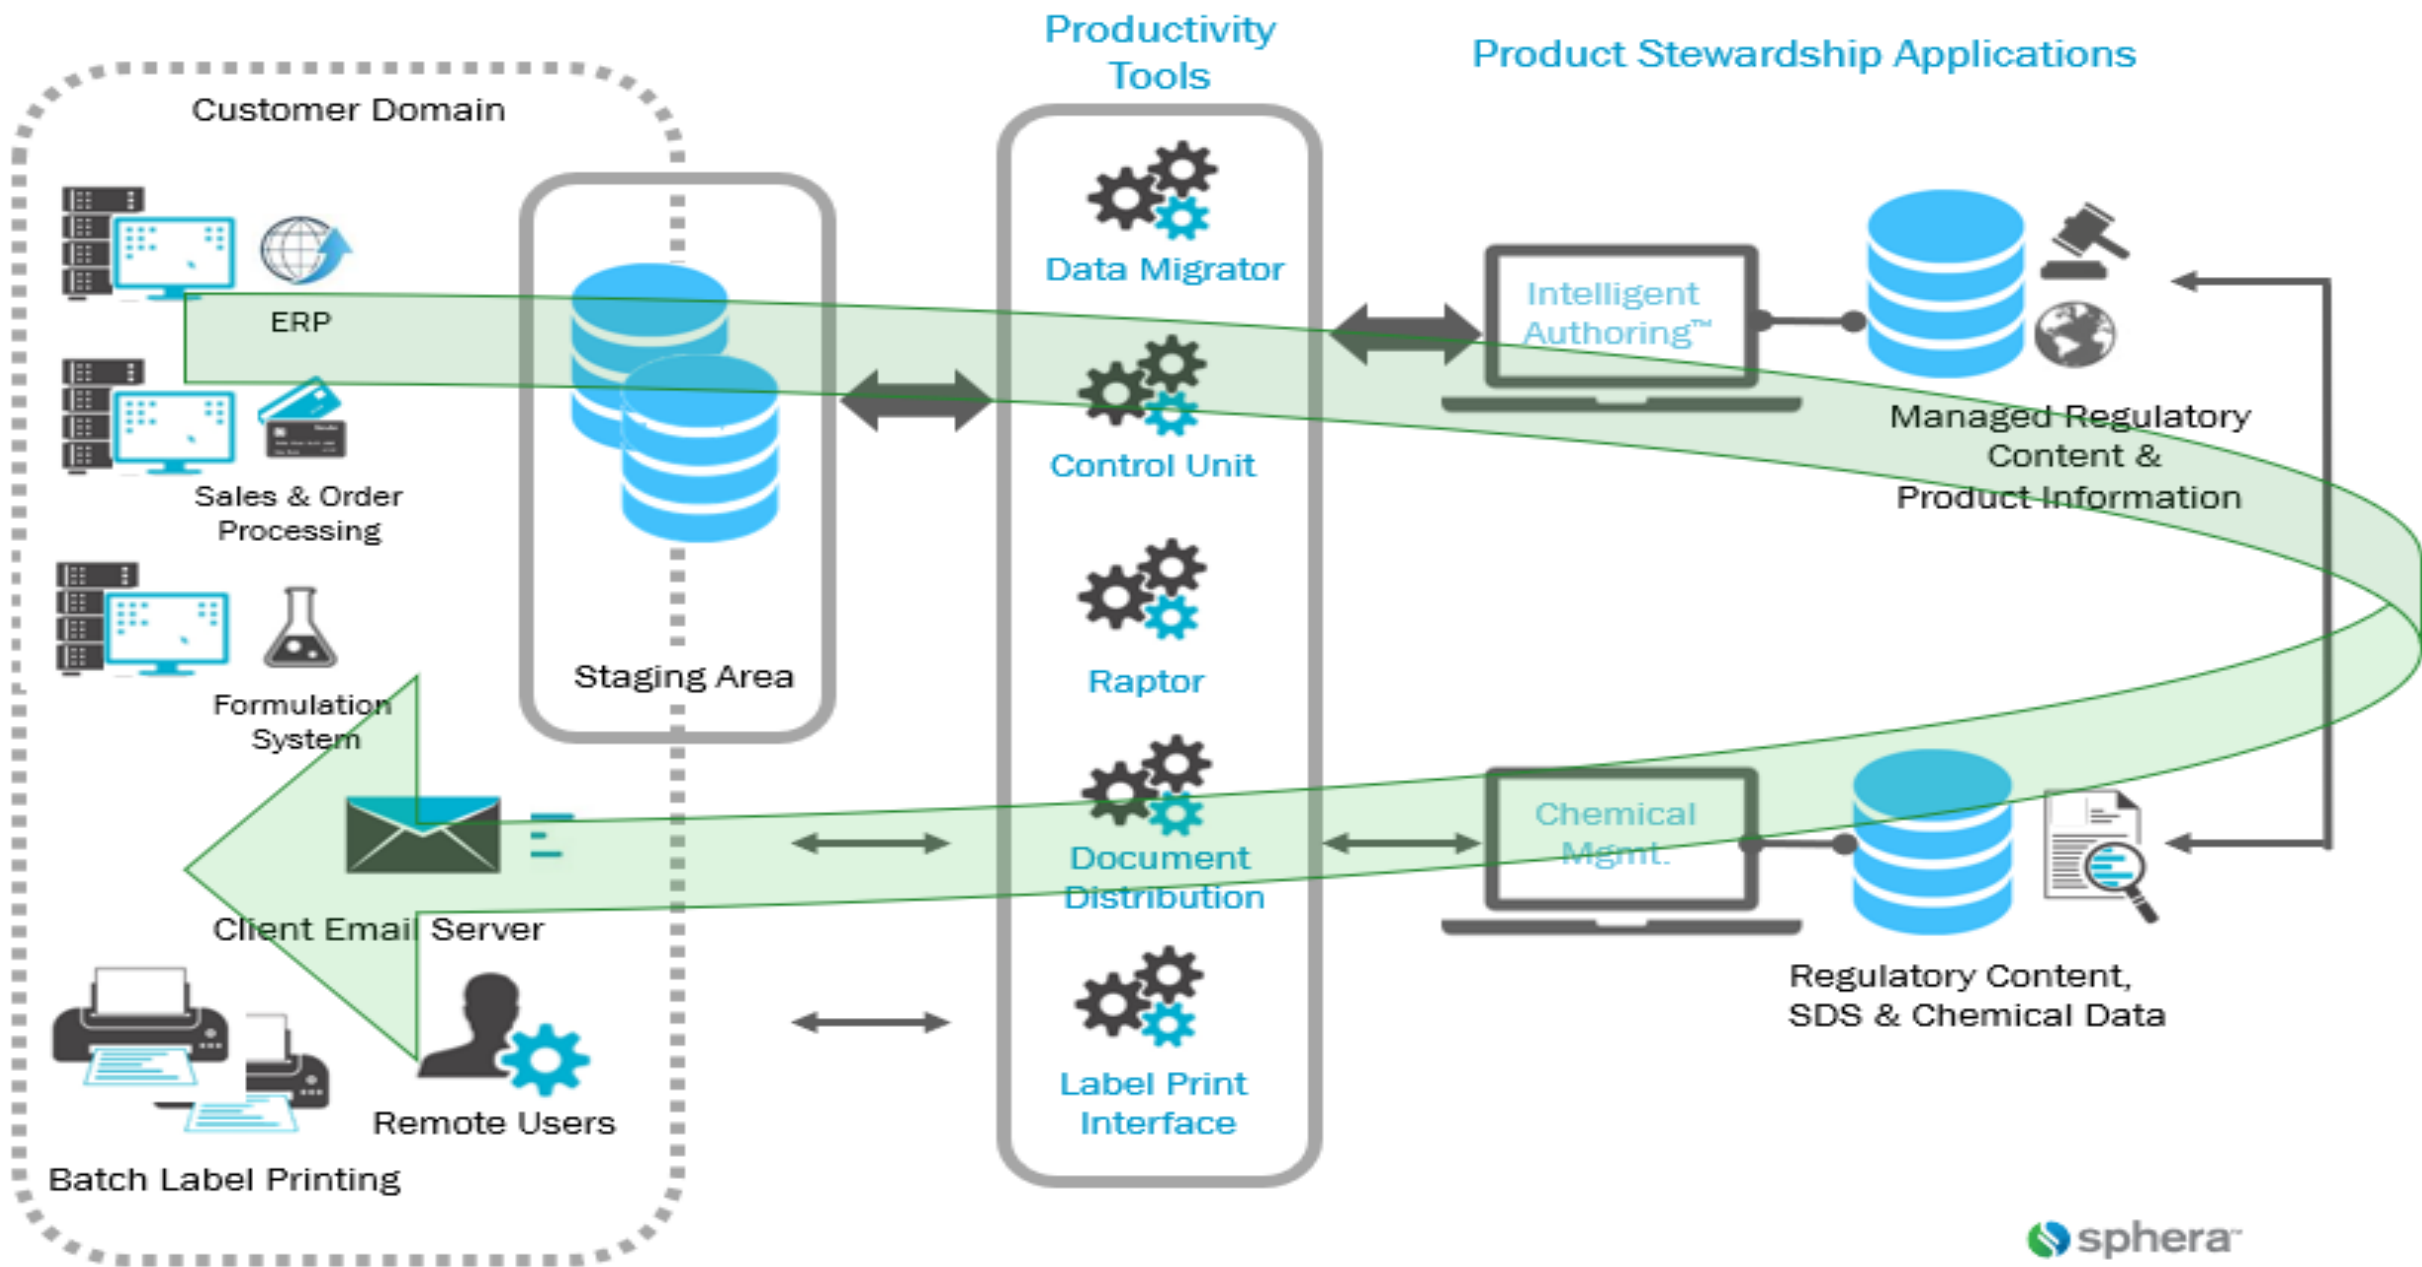 Productivity
Tools
Product Stewardship Applications
Customer Domain
ERP
Sales & Order
Processing
Formulation
System
Client Email Server
Remote Users
Batch Label Printing
Staging Area
Data Migrator
Control Unit
Raptor
Document
Distribution
Label Print
Interface
Intelligent
Authoring™
Managed Regulatory
Content &
Product Information
Chemical
Mgmt.
Regulatory Content,
SDS & Chemical Data
sphera™